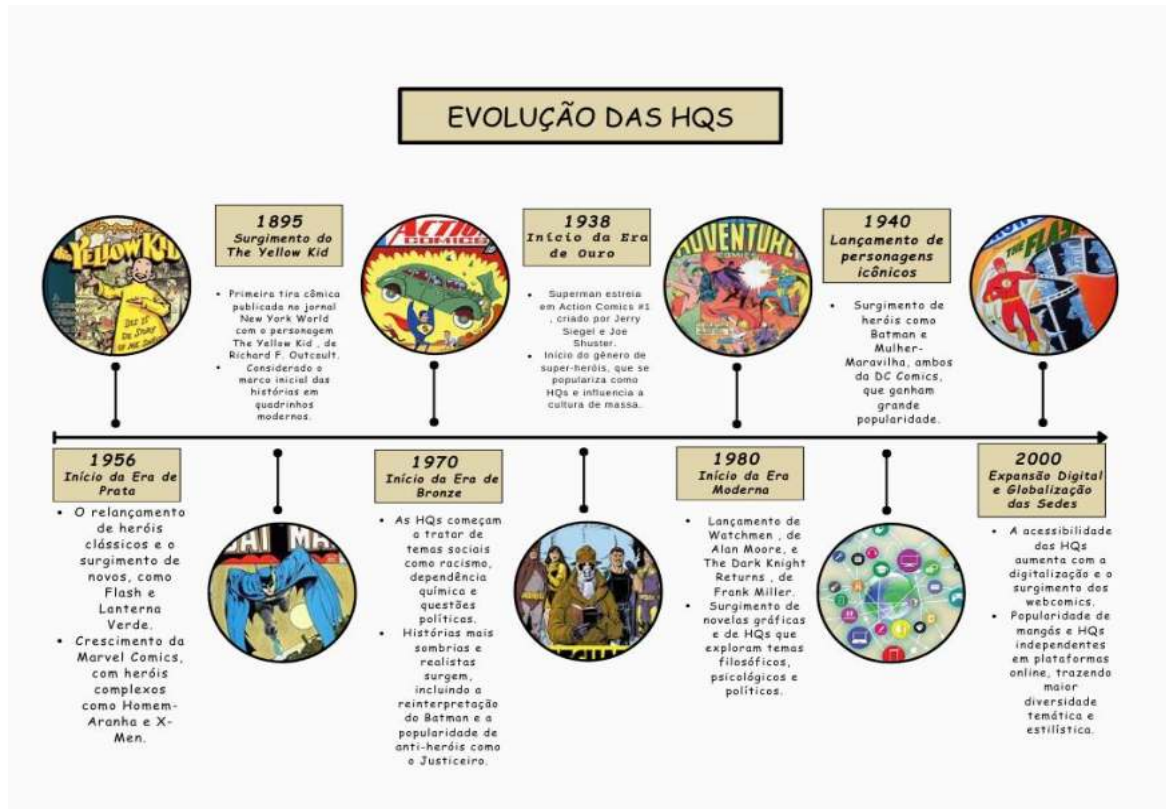 EVOLUÇÃO DAS HQS
YELLOW KID
1895
Surgimento do
The Yellow Kid
• Primeira tira cômica
publicada no jornal
New York World
com o personagem
The Yellow Kid , de
Richard F. Outcault.
• Considerado o
marco inicial das
histórias em
quadrinhos
modernos.
ACTION
COMICS
1938
Início da Era
de Ouro
• Superman estreia
em Action Comics #1
, criado por Jerry
Siegel e Joe
Shuster.
• Início do gênero de
super-heróis, que se
populariza como
HQs e influencia a
cultura de massa.
ADVENTURE
COMICS
1940
Lançamento de
personagens
icônicos
• Surgimento de
heróis como
Batman e
Mulher-
Maravilha, ambos
da DC Comics,
que ganham
grande
popularidade.
THE FLASH
1956
Início da Era de
Prata
• O relançamento
de heróis
clássicos e o
surgimento de
novos, como
Flash e
Lanterna
Verde.
• Crescimento da
Marvel Comics,
com heróis
complexos
como Homem-
Aranha e X-
Men.
BATMAN
1970
Início da Era de
Bronze
• As HQs começam
a tratar de
temas sociais
como racismo,
dependência
química e
questões
políticas.
• Histórias mais
sombrias e
realistas
surgem,
incluindo a
reinterpretação
do Batman e a
popularidade de
anti-heróis como
o Justiceiro.
1980
Início da Era
Moderna
• Lançamento de
Watchmen , de
Alan Moore, e
The Dark Knight
Returns , de
Frank Miller.
• Surgimento de
novelas gráficas
e de HQs que
exploram temas
filosóficos,
psicológicos e
políticos.
2000
Expansão Digital
e Globalização
das Sedes
• A acessibilidade
das HQs
aumenta com a
digitalização e o
surgimento dos
webcomics.
• Popularidade de
mangás e HQs
independentes
em plataformas
online, trazendo
maior
diversidade
temática e
estilística.